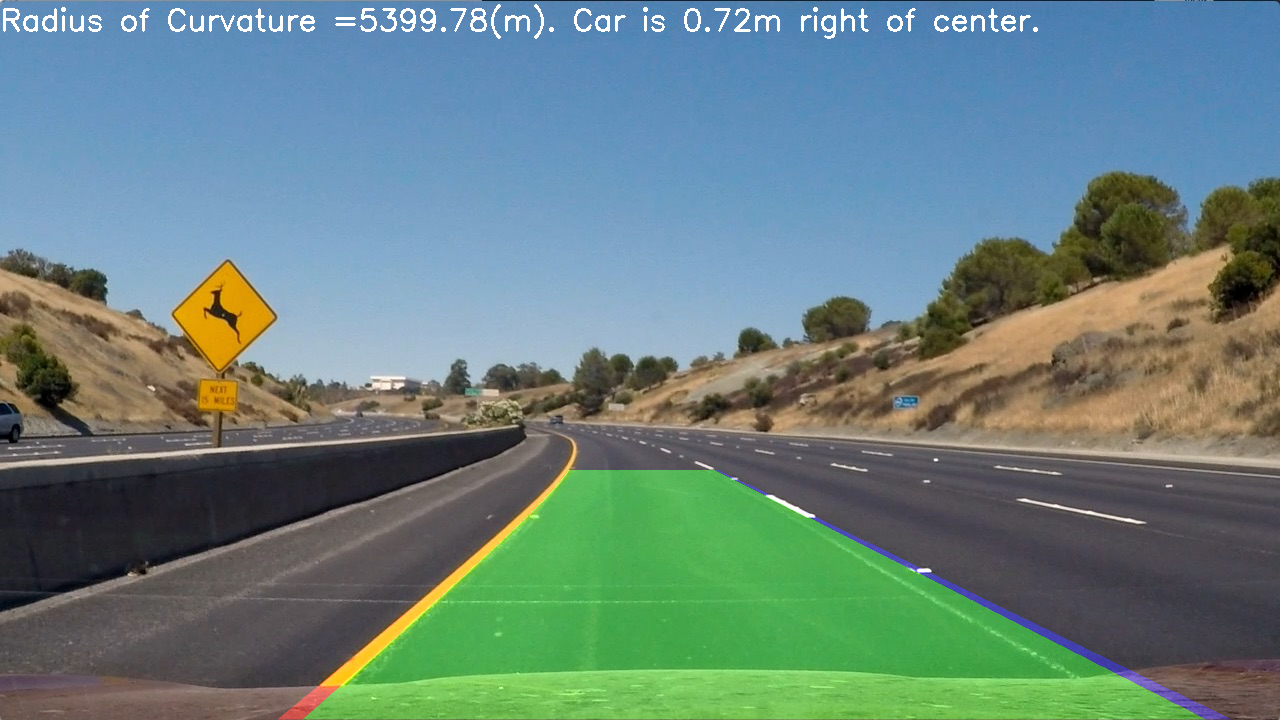 Radius of Curvature =5399.78(m). Car is 0.72m right of center.
NEXT
15 MILES